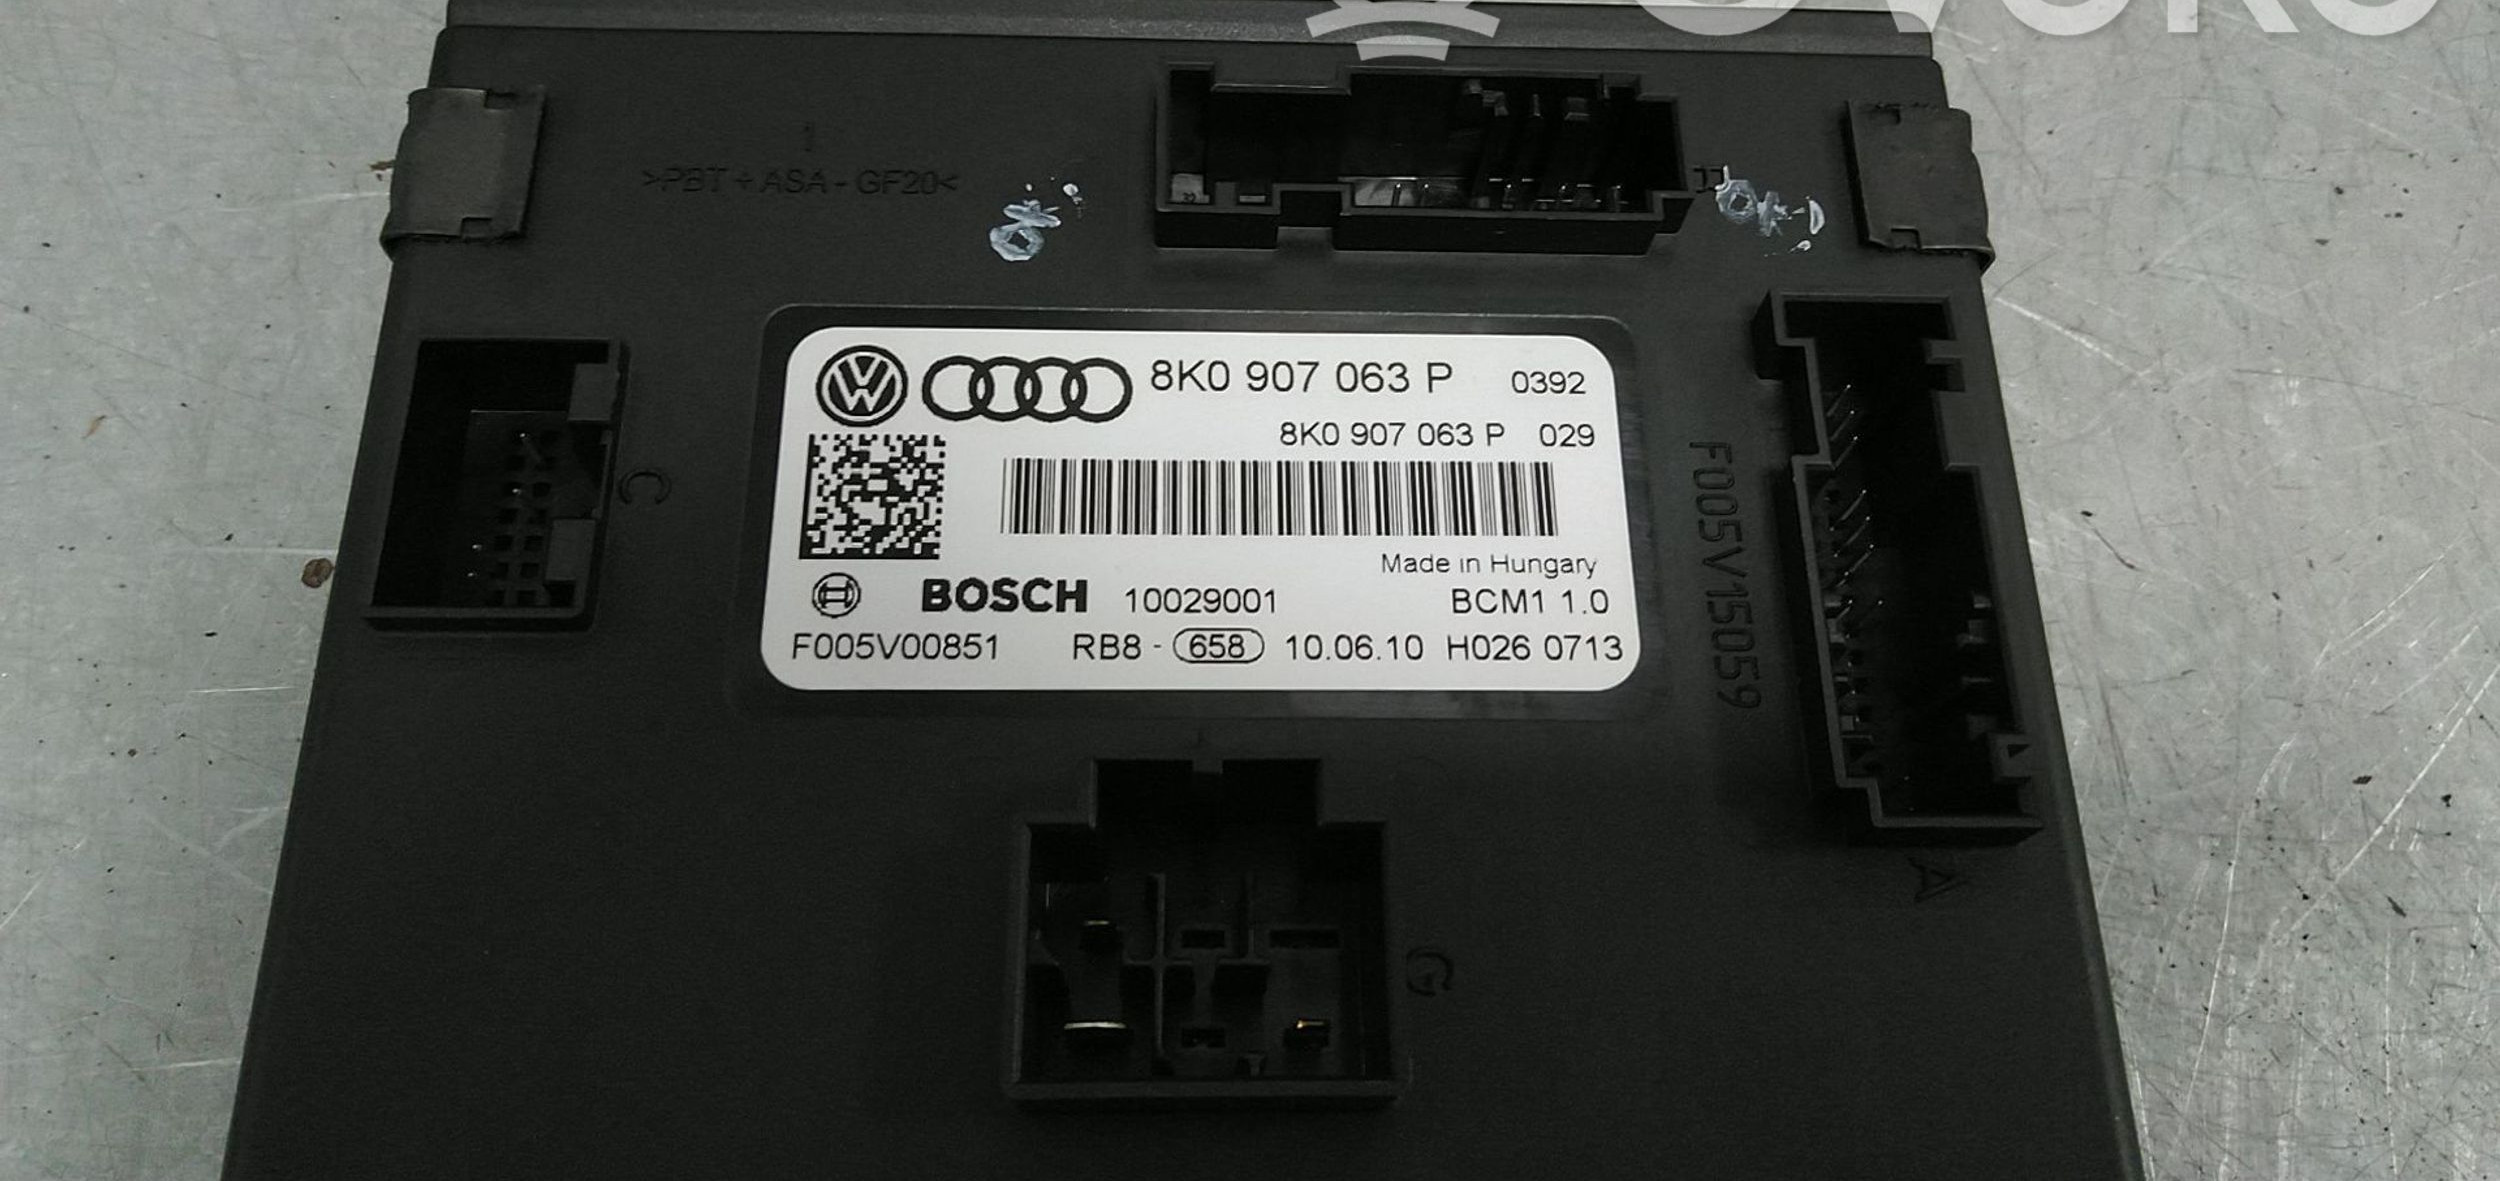 >PBT + ASA - GF20<
OK!
8K0 907 063 P 0392
8K0 907 063 P 029
Made in Hungary
BOSCH 10029001 BCM1 1.0
F005V00851 RB8 - 658 10.06.10 H026 0713
F005V15059
C
A
G